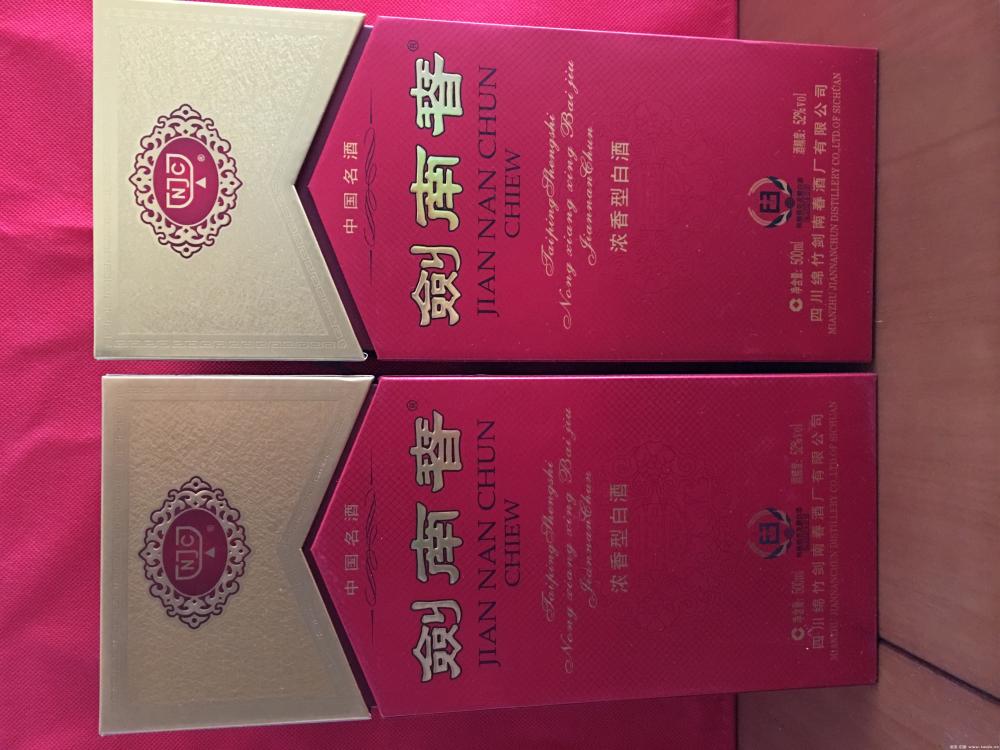 NJC
®
中国名酒
剑南春®
JIAN NAN CHUN
CHIEW
TaipingShengshi
Nong xiang xing Bai jiu
JiannanChun
浓香型白酒
净含量: 500ml 酒精度: 52%vol
四川绵竹剑南春酒厂有限公司
MIANZHU JIANNANCHUN DISTILLERY CO.,LTD.OF SICHUAN
NJC
®
中国名酒
剑南春®
JIAN NAN CHUN
CHIEW
TaipingShengshi
Nong xiang xing Bai jiu
JiannanChun
浓香型白酒
净含量: 500ml 酒精度: 52%vol
四川绵竹剑南春酒厂有限公司
MIANZHU JIANNANCHUN DISTILLERY CO.,LTD.OF SICHUAN